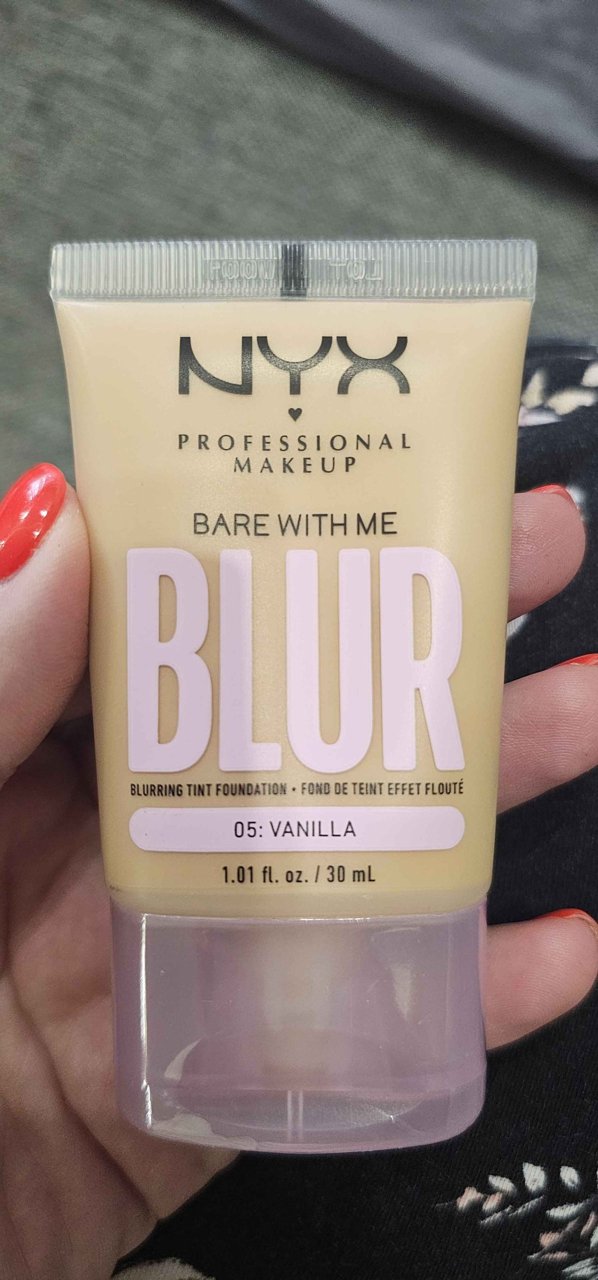 NYX
PROFESSIONAL
MAKEUP
BARE WITH ME
BLUR
BLURRING TINT FOUNDATION • FOND DE TEINT EFFET FLOUTÉ
05: VANILLA
1.01 fl. oz. / 30 mL